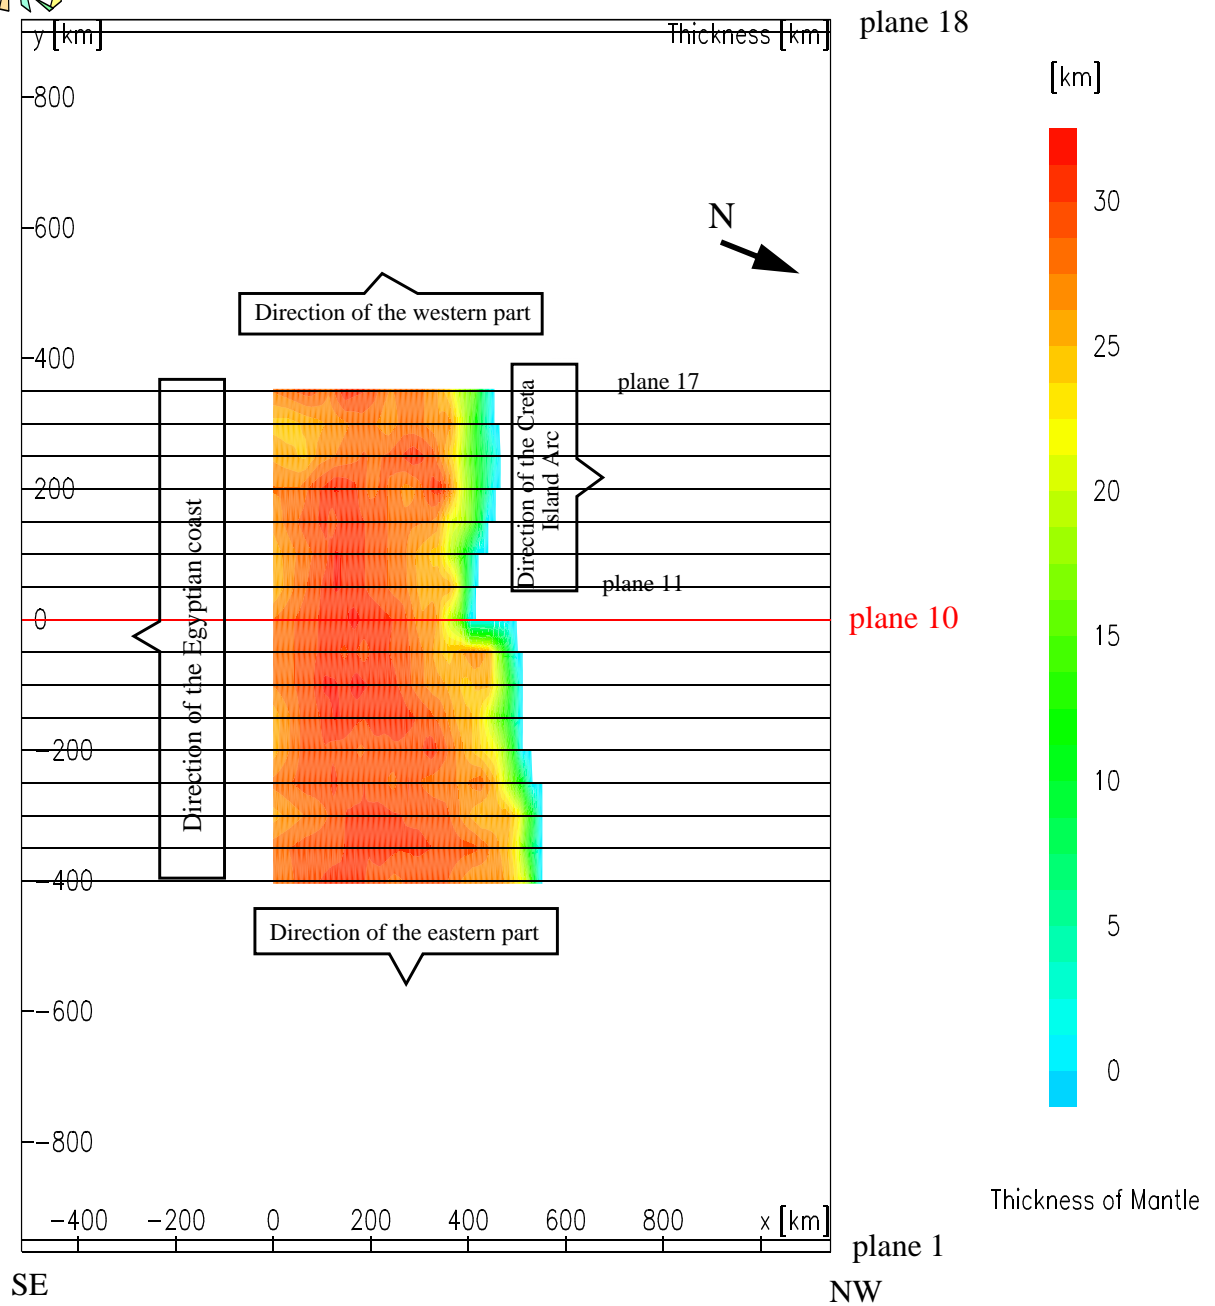 plane 18
y [km]
Thickness [km]
[km]
800
600
N
Direction of the western part
400
plane 17
Direction of the Creta
Island Arc
200
Direction of the Egyptian coast
plane 11
0
plane 10
-200
-400
Direction of the eastern part
-600
-800
30
25
20
15
10
5
0
Thickness of Mantle
-400 -200 0 200 400 600 800 x [km]
plane 1
SE
NW